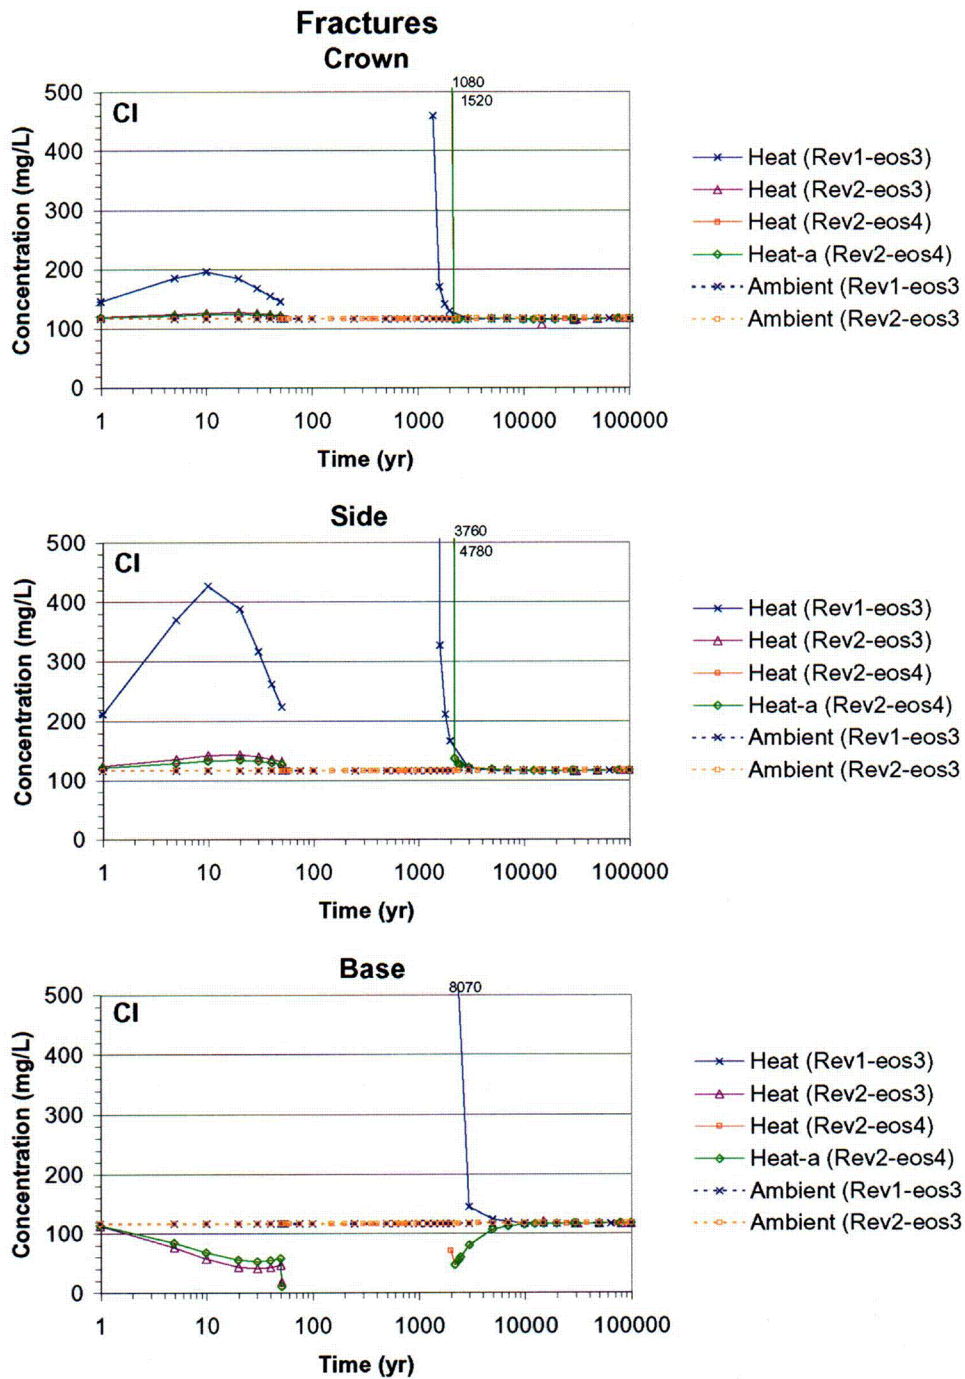 Fractures
Crown
1080
1520
500
400
300
200
100
0
Cl
Concentration (mg/L)
1 10 100 1000 10000 100000
Time (yr)
Heat (Rev1-eos3)
Heat (Rev2-eos3)
Heat (Rev2-eos4)
Heat-a (Rev2-eos4)
Ambient (Rev1-eos3
Ambient (Rev2-eos3
Side
3760
4780
500
400
300
200
100
0
Cl
Concentration (mg/L)
1 10 100 1000 10000 100000
Time (yr)
Heat (Rev1-eos3)
Heat (Rev2-eos3)
Heat (Rev2-eos4)
Heat-a (Rev2-eos4)
Ambient (Rev1-eos3
Ambient (Rev2-eos3
Base
8070
500
400
300
200
100
0
Cl
Concentration (mg/L)
1 10 100 1000 10000 100000
Time (yr)
Heat (Rev1-eos3)
Heat (Rev2-eos3)
Heat (Rev2-eos4)
Heat-a (Rev2-eos4)
Ambient (Rev1-eos3
Ambient (Rev2-eos3